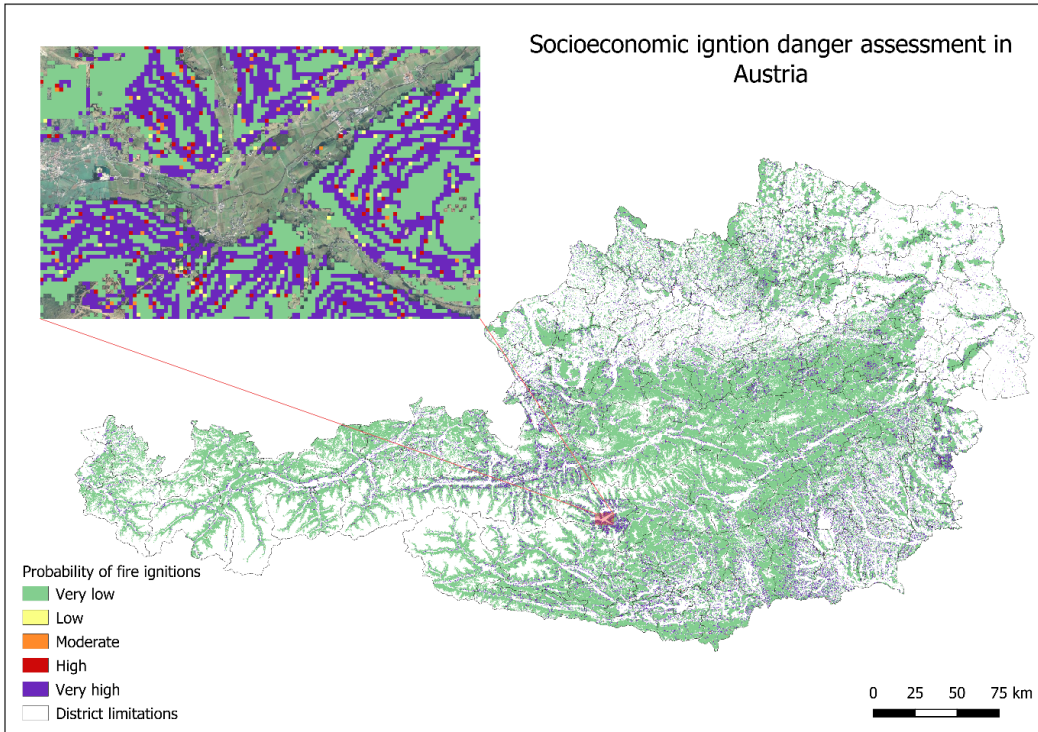 Socioeconomic igntion danger assessment in
Austria
Probability of fire ignitions
Very low
Low
Moderate
High
Very high
District limitations
0 25 50 75 km